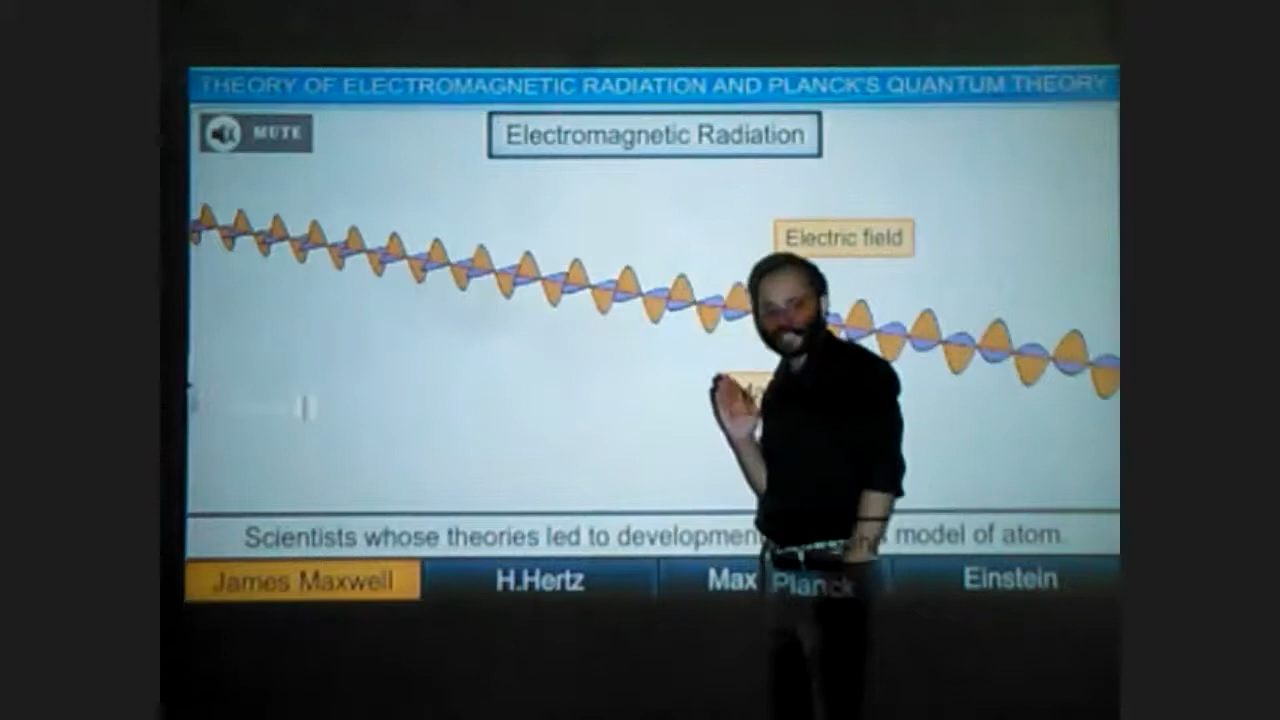 THEORY OF ELECTROMAGNETIC RADIATION AND PLANCK'S QUANTUM THEORY
MUTE
Electromagnetic Radiation
Electric field
Scientists whose theories led to development model of atom.
James Maxwell
H.Hertz
Max Planck
Einstein